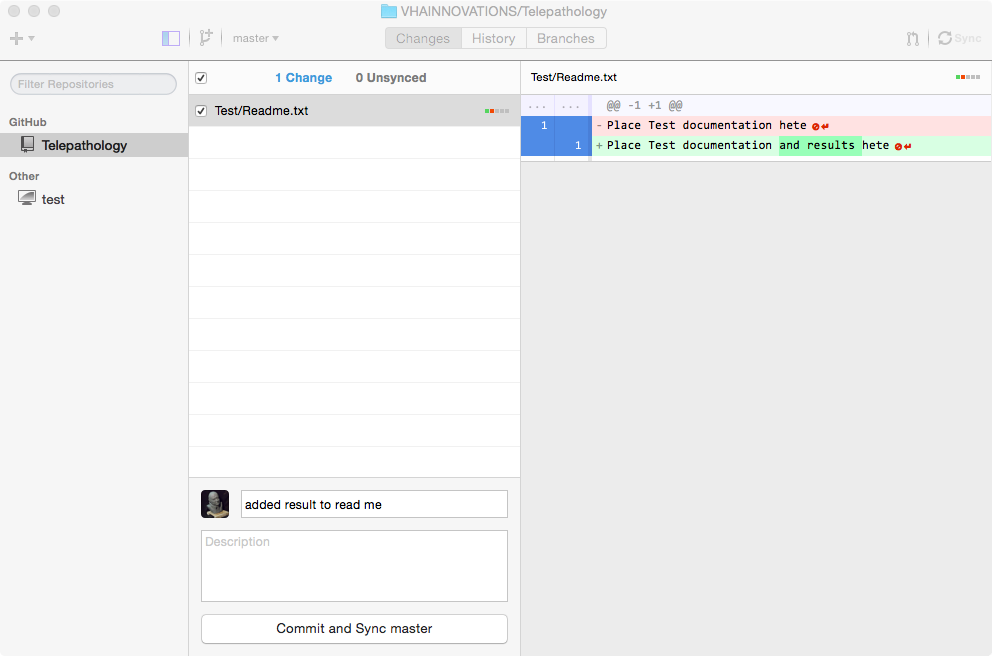 VHAINNOVATIONS/Telepathology
master
Changes History Branches
Sync
Filter Repositories
GitHub
Telepathology
Other
test
1 Change 0 Unsynced
Test/Readme.txt
added result to read me
Description
Commit and Sync master
Test/Readme.txt
... ... @@ -1 +1 @@
1 -Place Test documentation hete
1 +Place Test documentation and results hete